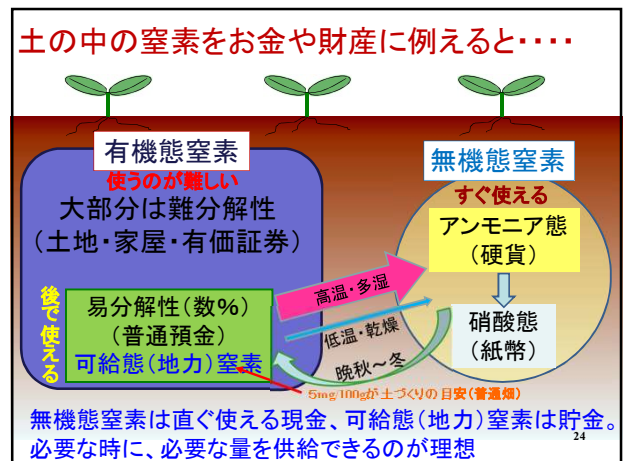 土の中の窒素をお金や財産に例えると････
有機態窒素
使うのが難しい
大部分は難分解性
（土地・家屋・有価証券）
後で使える
易分解性（数%）
（普通預金）
可給態（地力）窒素
高温・多湿
低温・乾燥
晩秋～冬
無機態窒素
すぐ使える
アンモニア態
（硬貨）
硝酸態
（紙幣）
5mg/100gが土づくりの目安（普通畑）
無機態窒素は直ぐ使える現金、可給態（地力）窒素は貯金。
必要な時に、必要な量を供給できるのが理想
24